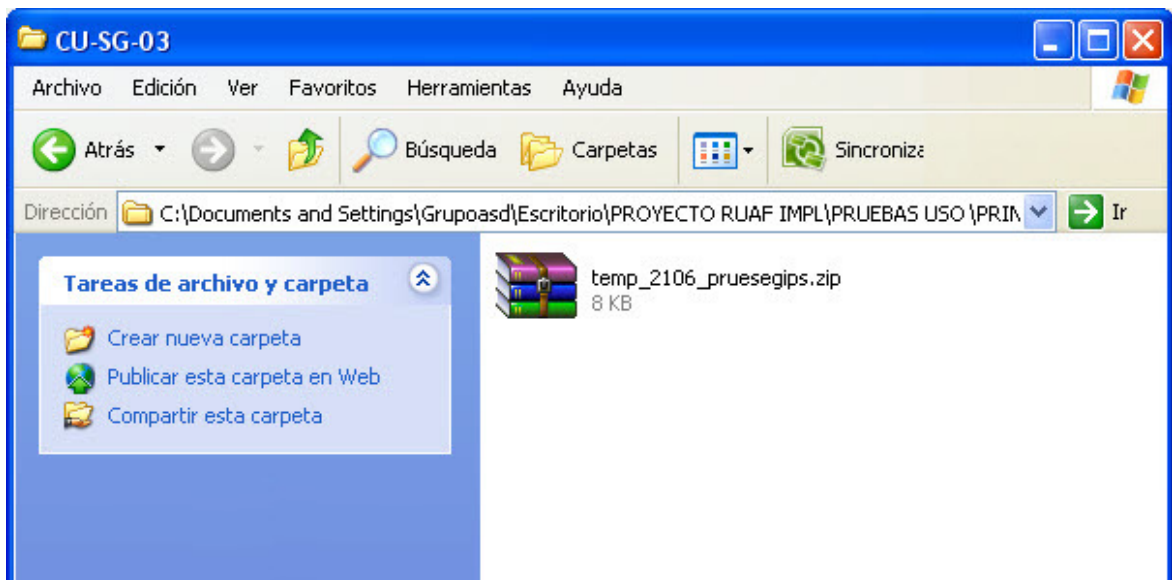 CU-SG-03
Archivo Edición Ver Favoritos Herramientas Ayuda
Atrás Búsqueda Carpetas Sincroniza
Dirección C:\Documents and Settings\Grupoasd\Escritorio\PROYECTO RUAF IMPL\PRUEBAS USO \PRIN Ir
Tareas de archivo y carpeta
Crear nueva carpeta
Publicar esta carpeta en Web
Compartir esta carpeta
temp_2106_pruesegips.zip
8 KB